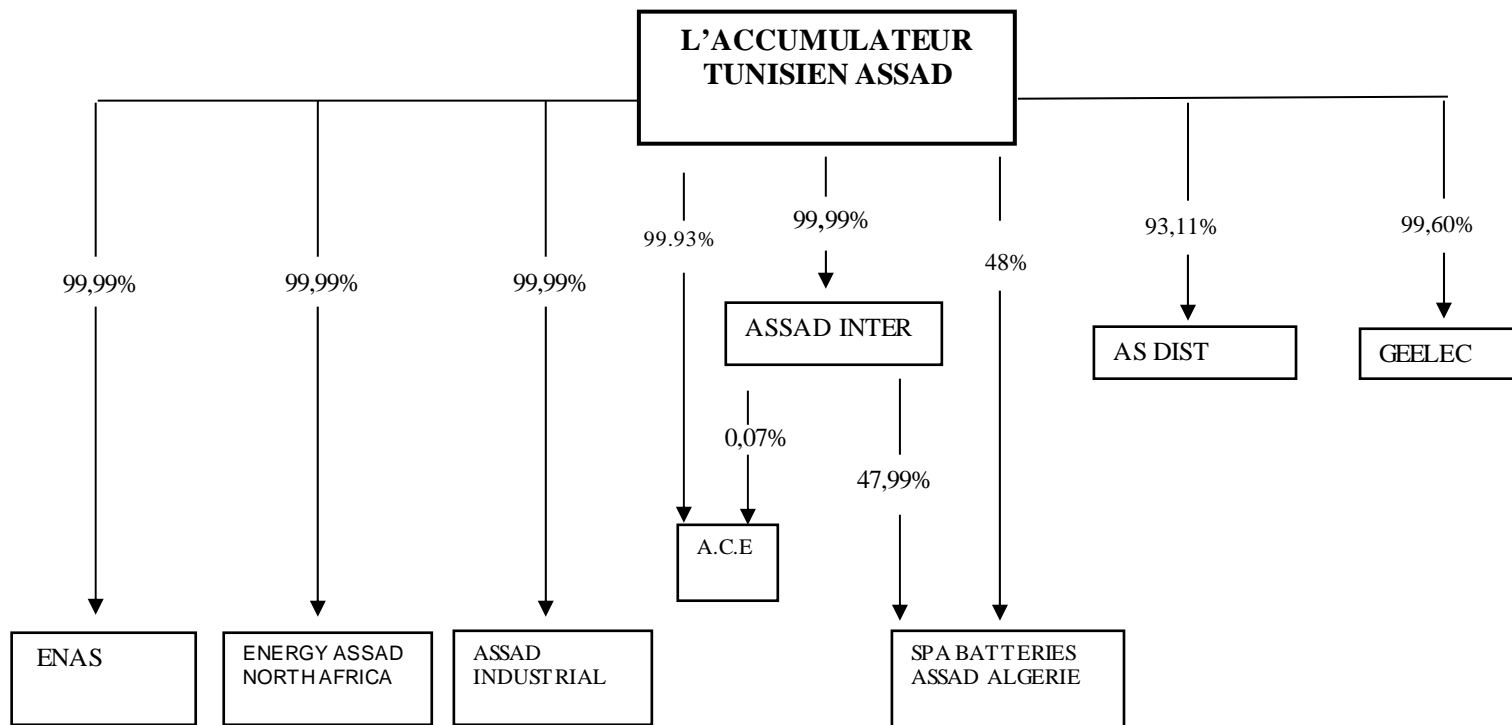 L'ACCUMULATEUR
TUNISIEN ASSAD
99,99%
99,99%
99,99%
99.93%
99,99%
48%
93,11%
99,60%
ASSAD INTER
AS DIST
GEELEC
0,07%
47,99%
A.C.E
ENAS
ENERGY ASSAD
NORTH AFRICA
ASSAD
INDUSTRIAL
SPA BATTERIES
ASSAD ALGERIE